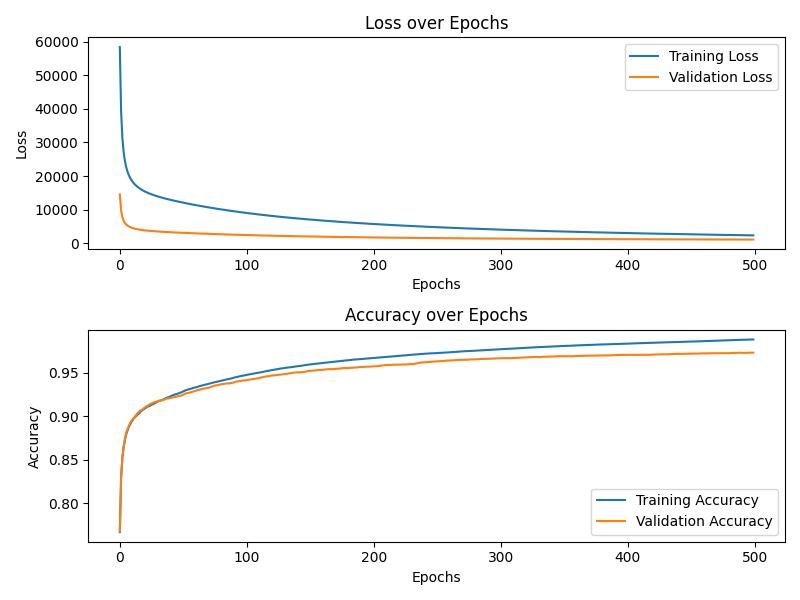 Loss over Epochs
60000
50000
40000
30000
20000
10000
0
Loss
Training Loss
Validation Loss
0 100 200 300 400 500
Epochs
Accuracy over Epochs
0.95
0.90
0.85
0.80
Accuracy
Training Accuracy
Validation Accuracy
0 100 200 300 400 500
Epochs